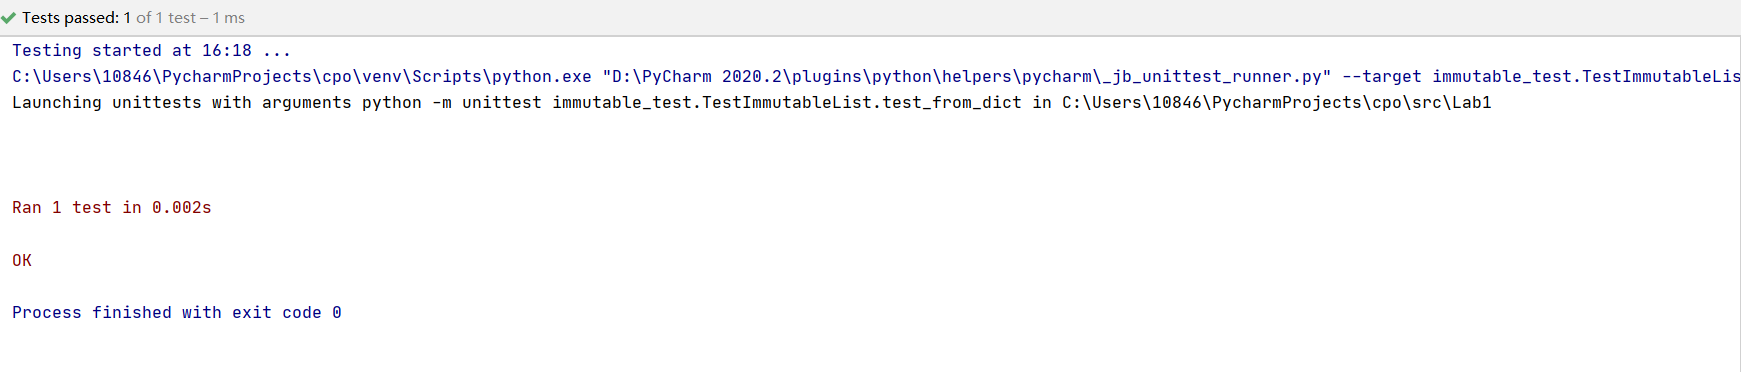 Tests passed: 1 of 1 test – 1 ms
Testing started at 16:18 ...
C:\Users\10846\PycharmProjects\cpo\venv\Scripts\python.exe "D:\PyCharm 2020.2\plugins\python\helpers\pycharm\_jb_unittest_runner.py" --target immutable_test.TestImmutableLis
Launching unittests with arguments python -m unittest immutable_test.TestImmutableList.test_from_dict in C:\Users\10846\PycharmProjects\cpo\src\Lab1
Ran 1 test in 0.002s
OK
Process finished with exit code 0